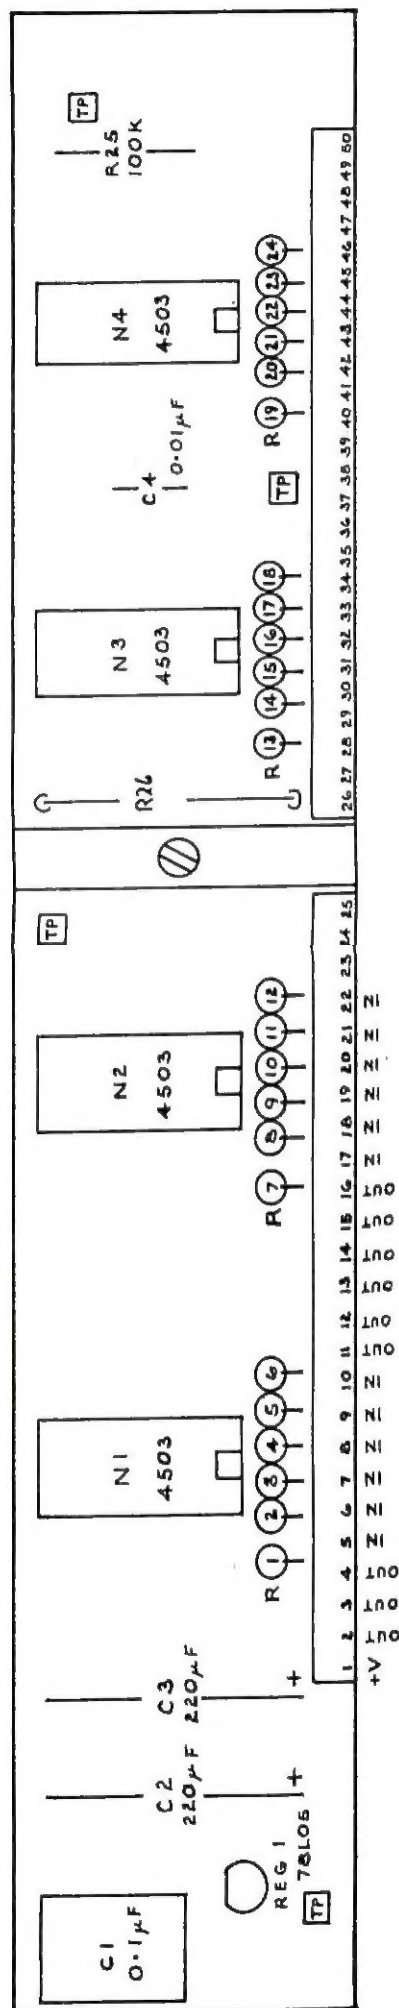 C1
0.1µF
TP
REG 1
78L05
C2
220µF
+
C3
220µF
+
N1
4503
R 1 2 3 4 5 6
N2
4503
R 7 8 9 10 11 12
TP
1 2 3 4 5 6 7 8 9 10 11 12 13 14 15 16 17 18 19 20 21 22 23 24 25
+V OUT OUT OUT IN IN IN IN IN IN OUT OUT OUT OUT OUT OUT IN IN IN IN IN IN
R26
N3
4503
R 13 14 15 16 17 18
C4
0.01µF
TP
N4
4503
R 19 20 21 22 23 24
R25
100K
TP
26 27 28 29 30 31 32 33 34 35 36 37 38 39 40 41 42 43 44 45 46 47 48 49 50